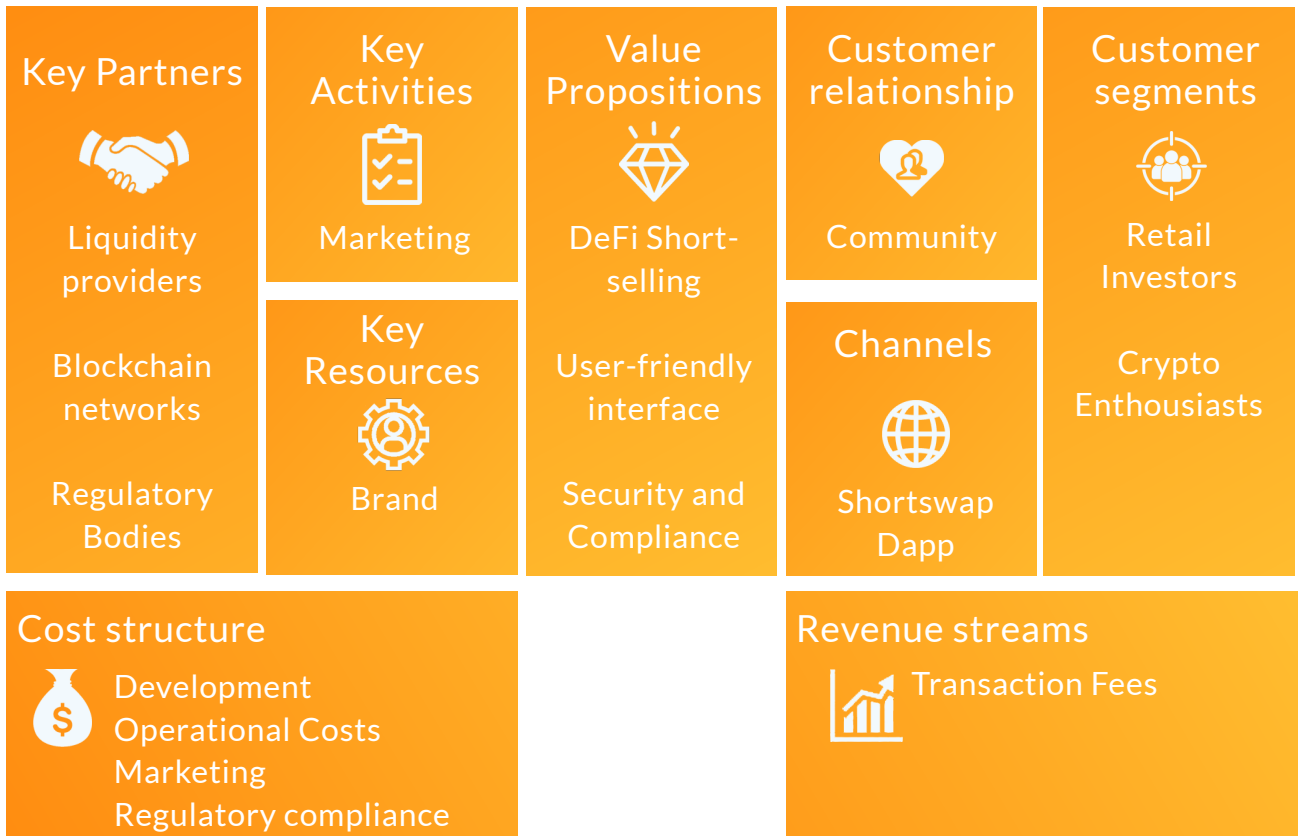 Key Partners
Liquidity
providers
Blockchain
networks
Regulatory
Bodies
Key
Activities
Marketing
Key
Resources
Brand
Value
Propositions
DeFi Short-
selling
User-friendly
interface
Security and
Compliance
Customer
relationship
Community
Channels
Shortswap
Dapp
Customer
segments
Retail
Investors
Crypto
Enthousiasts
Cost structure
$
Development
Operational Costs
Marketing
Regulatory compliance
Revenue streams
Transaction Fees